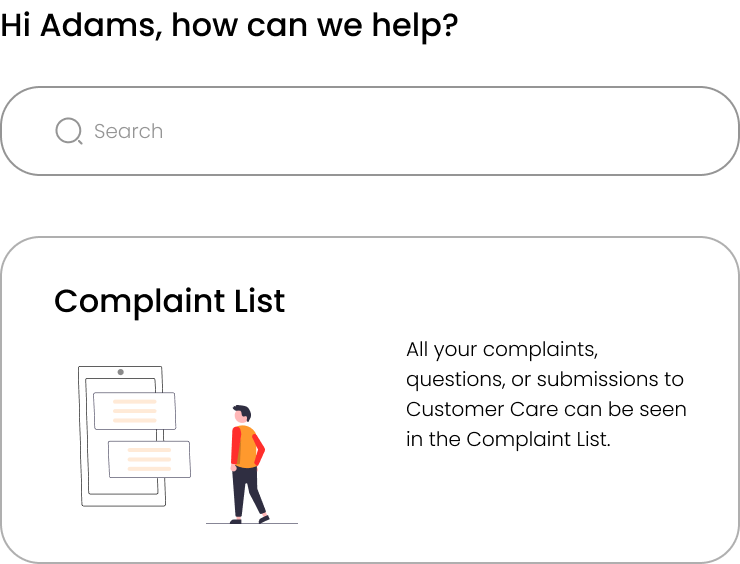 Hi Adams, how can we help?
Search
Complaint List
All your complaints,
questions, or submissions to
Customer Care can be seen
in the Complaint List.